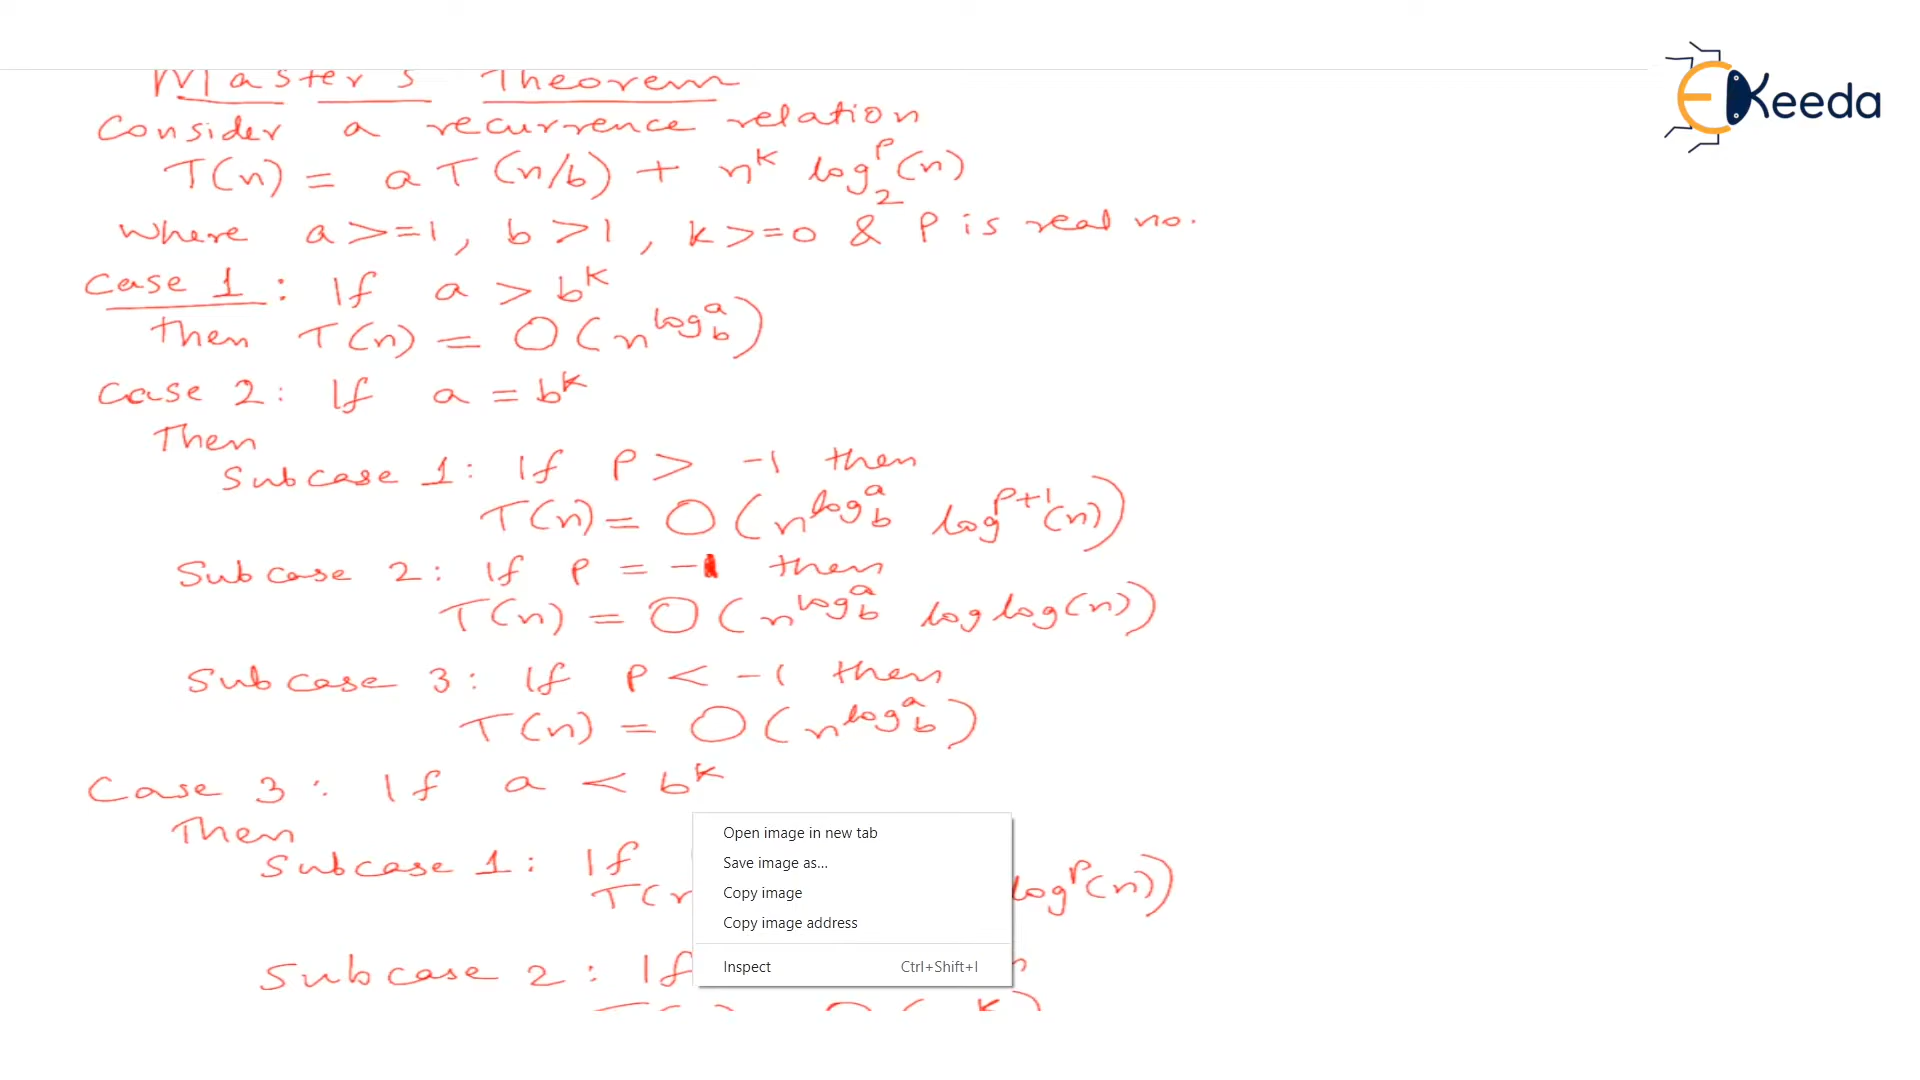 Master's Theorem
Keeda
Consider a recurrence relation
T(n) = a T(n/b) + n^k log_2^p(n)
where a>=1, b>1, k>=0 & P is real no.
Case 1: If a > b^k
then T(n) = O(n^log_b^a)
Case 2: If a = b^k
Then
Subcase 1: If P > -1 then
T(n) = O(n^log_b^a log^P+1(n))
Subcase 2: If P = -1 then
T(n) = O(n^log_b^a log log(n))
Subcase 3: If P < -1 then
T(n) = O(n^log_b^a)
Case 3: If a < b^k
Then
Subcase 1: If
T( log^P(n))
Subcase 2: If
Open image in new tab
Save image as...
Copy image
Copy image address
Inspect Ctrl+Shift+I